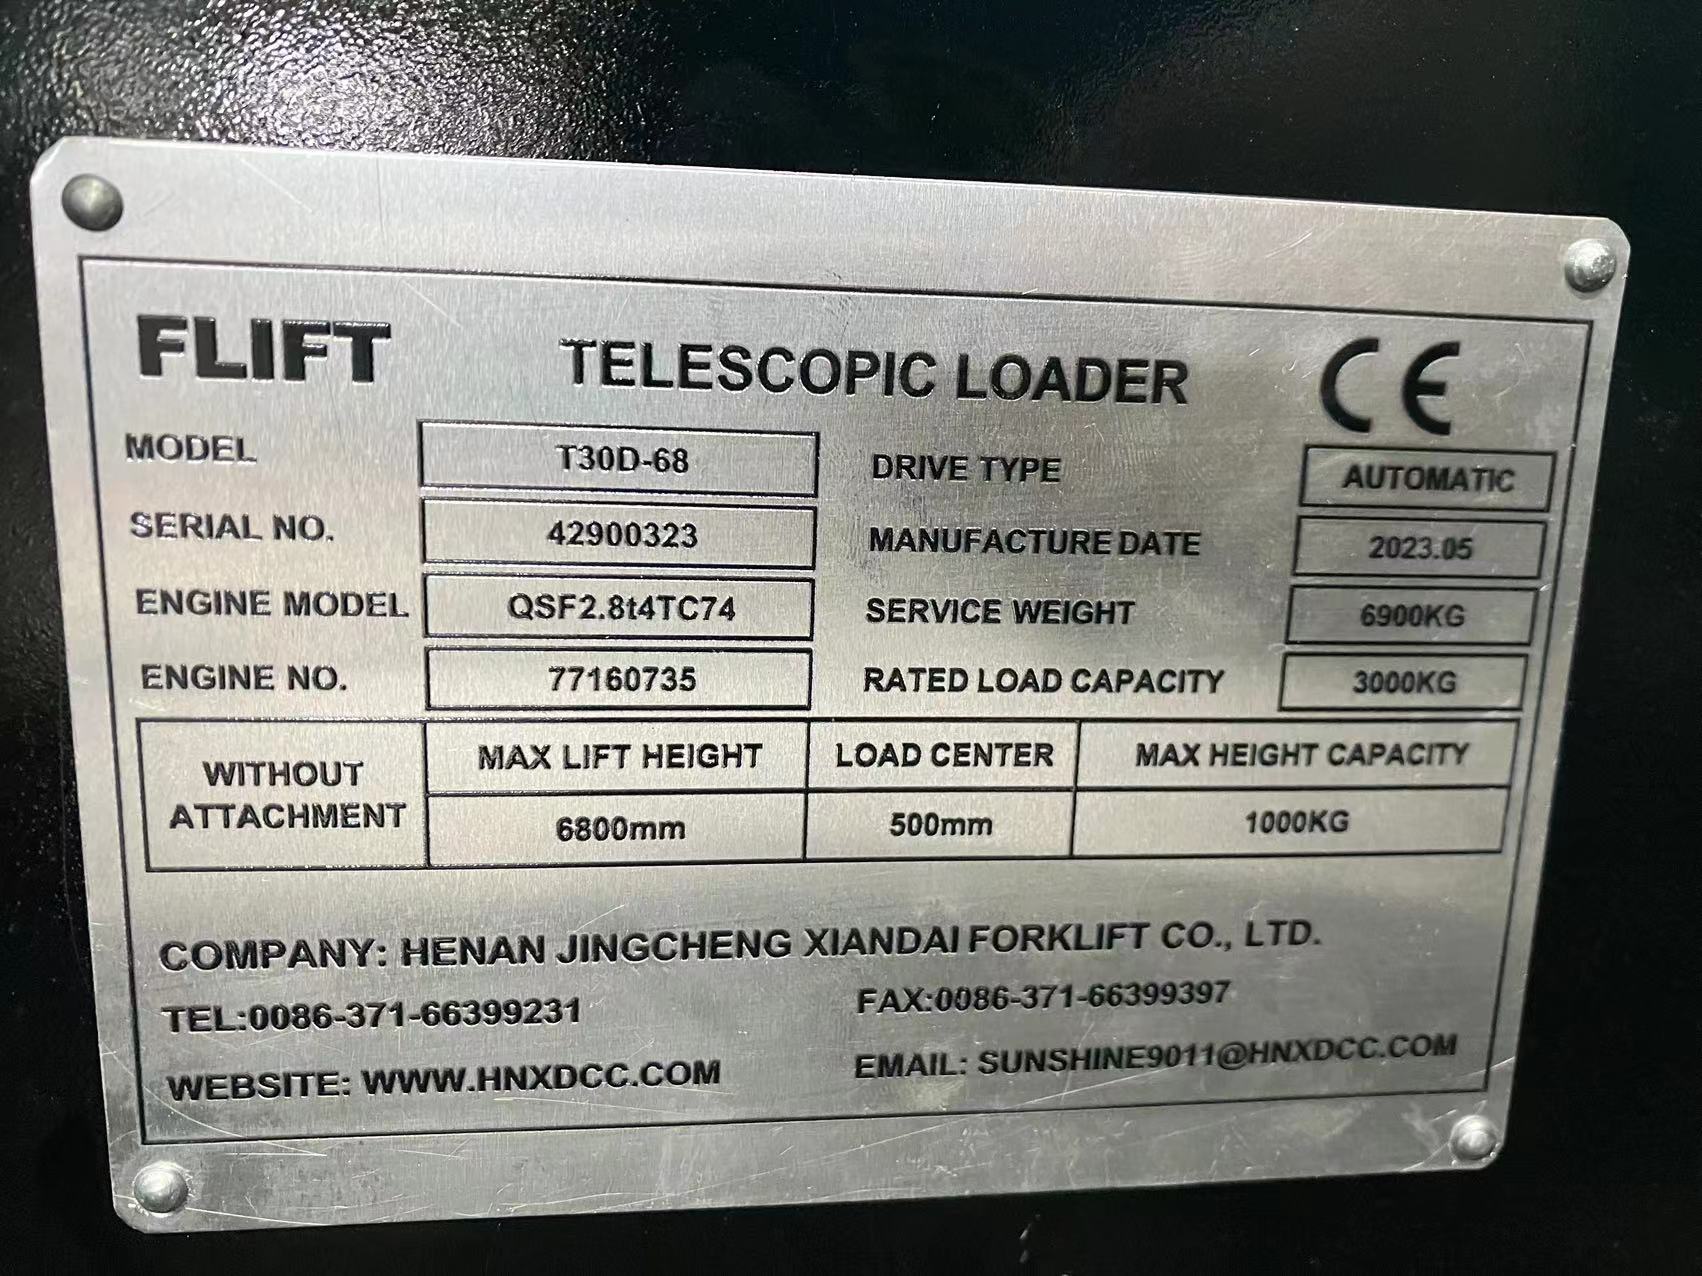 FLIFT TELESCOPIC LOADER CE
MODEL T30D-68 DRIVE TYPE AUTOMATIC
SERIAL NO. 42900323 MANUFACTURE DATE 2023.05
ENGINE MODEL QSF2.8t4TC74 SERVICE WEIGHT 6900KG
ENGINE NO. 77160735 RATED LOAD CAPACITY 3000KG
WITHOUT ATTACHMENT
MAX LIFT HEIGHT LOAD CENTER MAX HEIGHT CAPACITY
6800mm 500mm 1000KG
COMPANY: HENAN JINGCHENG XIANDAI FORKLIFT CO., LTD.
TEL:0086-371-66399231 FAX:0086-371-66399397
WEBSITE: WWW.HNXDCC.COM EMAIL: SUNSHINE9011@HNXDCC.COM